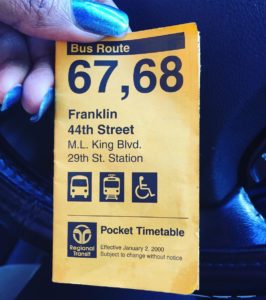 Bus Route
67,68
Franklin
44th Street
M.L. King Blvd.
29th St. Station
Regional
Transit
Pocket Timetable
Effective January 2, 2000
Subject to change without notice